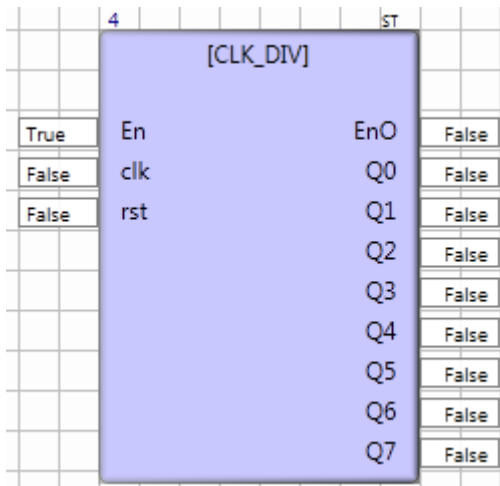 4 ST
[CLK_DIV]
True En EnO False
False clk Q0 False
False rst Q1 False
Q2 False
Q3 False
Q4 False
Q5 False
Q6 False
Q7 False